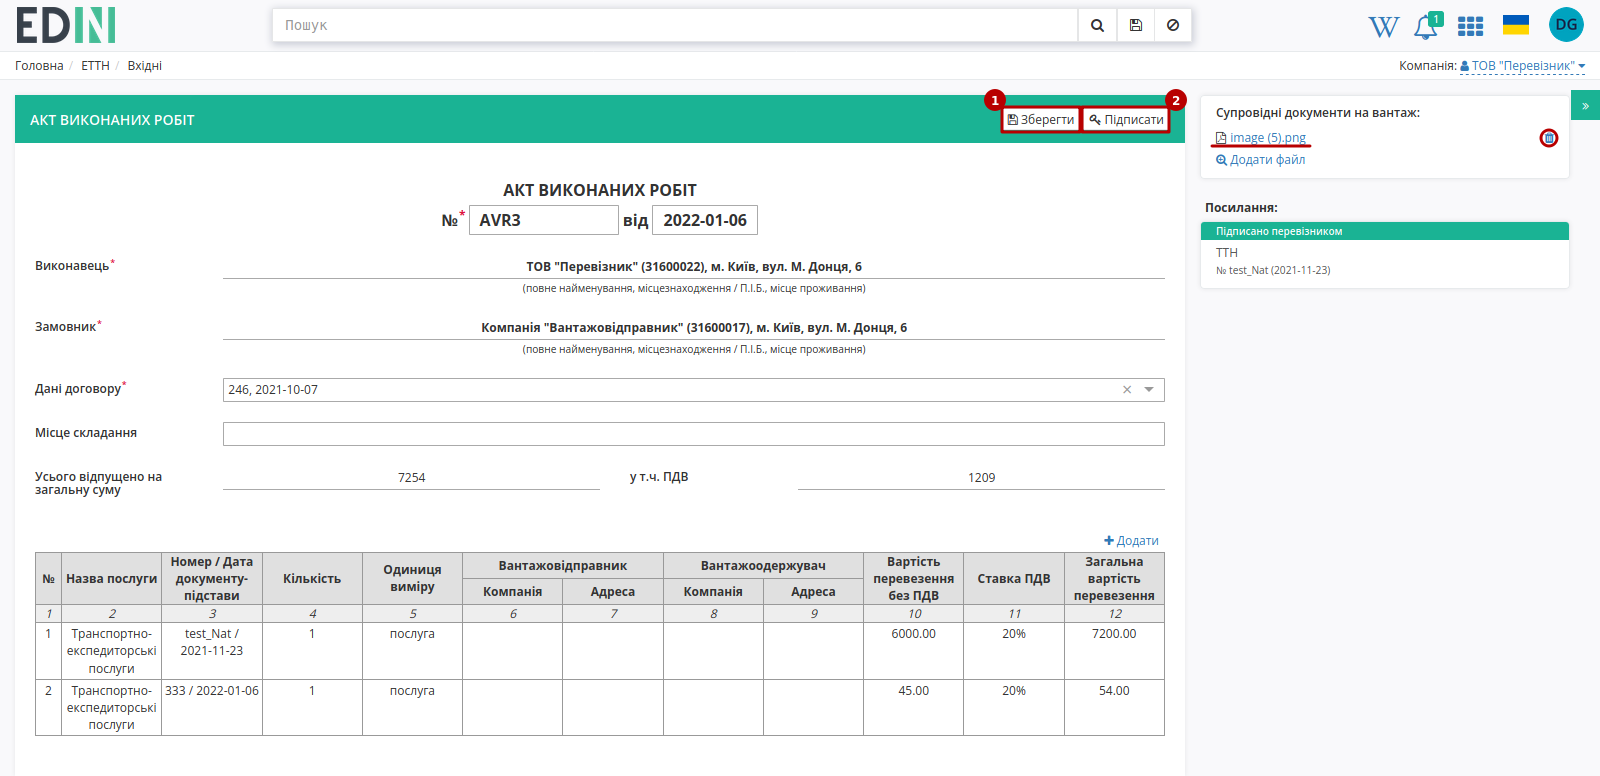 EDIN
Пошук
1
DG
Головна / ЕТТН / Вхідні
Компанія: ТОВ "Перевізник"
1
2
АКТ ВИКОНАНИХ РОБІТ
Зберегти
Підписати
Супровідні документи на вантаж:
image (5).png
Додати файл
»
Посилання:
Підписано перевізником
ТТН
№ test_Nat (2021-11-23)
АКТ ВИКОНАНИХ РОБІТ
№* AVR3 від 2022-01-06
Виконавець*
ТОВ "Перевізник" (31600022), м. Київ, вул. М. Донця, 6
(повне найменування, місцезнаходження / П.І.Б., місце проживання)
Замовник*
Компанія "Вантажовідправник" (31600017), м. Київ, вул. М. Донця, 6
(повне найменування, місцезнаходження / П.І.Б., місце проживання)
Дані договору*
246, 2021-10-07
Місце складання
Усього відпущено на
загальну суму
7254
у т.ч. ПДВ
1209
Додати
№
Назва послуги
Номер / Дата
документу-
підстави
Кількість
Одиниця
виміру
Вантажовідправник
Компанія
Адреса
Вантажоодержувач
Компанія
Адреса
Вартість
перевезення
без ПДВ
Ставка ПДВ
Загальна
вартість
перевезення
1 2 3 4 5 6 7 8 9 10 11 12
1
Транспортно-
експедиторські
послуги
test_Nat /
2021-11-23
1
послуга
6000.00
20%
7200.00
2
Транспортно-
експедиторські
послуги
333 / 2022-01-06
1
послуга
45.00
20%
54.00